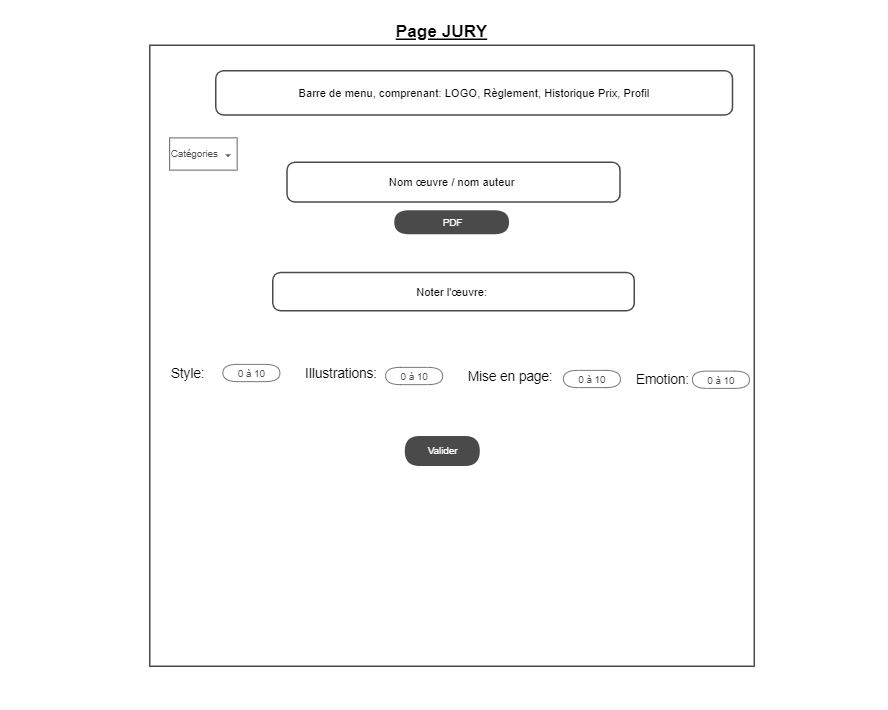 Page JURY
Barre de menu, comprenant: LOGO, Règlement, Historique Prix, Profil
Catégories
Nom œuvre / nom auteur
PDF
Noter l'œuvre:
Style: 0 à 10 Illustrations: 0 à 10 Mise en page: 0 à 10 Emotion: 0 à 10
Valider